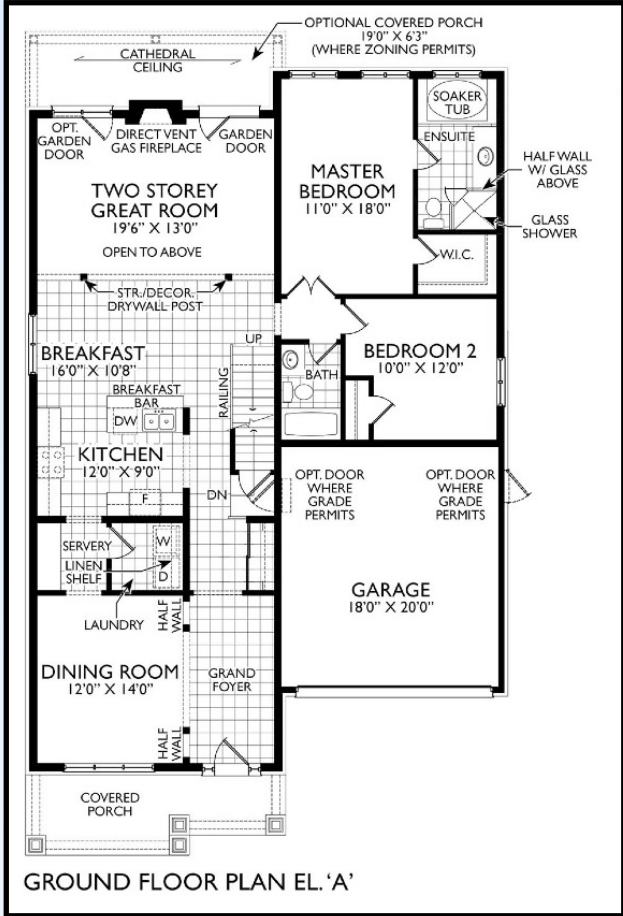 OPTIONAL COVERED PORCH
19'0" X 6'3"
(WHERE ZONING PERMITS)
CATHEDRAL
CEILING
OPT.
GARDEN
DOOR
DIRECT VENT
GAS FIREPLACE
GARDEN
DOOR
SOAKER
TUB
ENSUITE
HALF WALL
W/ GLASS
ABOVE
GLASS
SHOWER
MASTER
BEDROOM
11'0" X 18'0"
TWO STOREY
GREAT ROOM
19'6" X 13'0"
OPEN TO ABOVE
W.I.C.
STR./DECOR.
DRYWALL POST
UP
BREAKFAST
16'0" X 10'8"
BEDROOM 2
10'0" X 12'0"
BATH
RAILING
BREAKFAST
BAR
DW
KITCHEN
12'0" X 9'0"
F
DN
OPT. DOOR
WHERE
GRADE
PERMITS
OPT. DOOR
WHERE
GRADE
PERMITS
SERVERY
W
LINEN
SHELF
D
LAUNDRY
GARAGE
18'0" X 20'0"
HALF
WALL
DINING ROOM
12'0" X 14'0"
GRAND
FOYER
HALF
WALL
COVERED
PORCH
GROUND FLOOR PLAN EL. 'A'